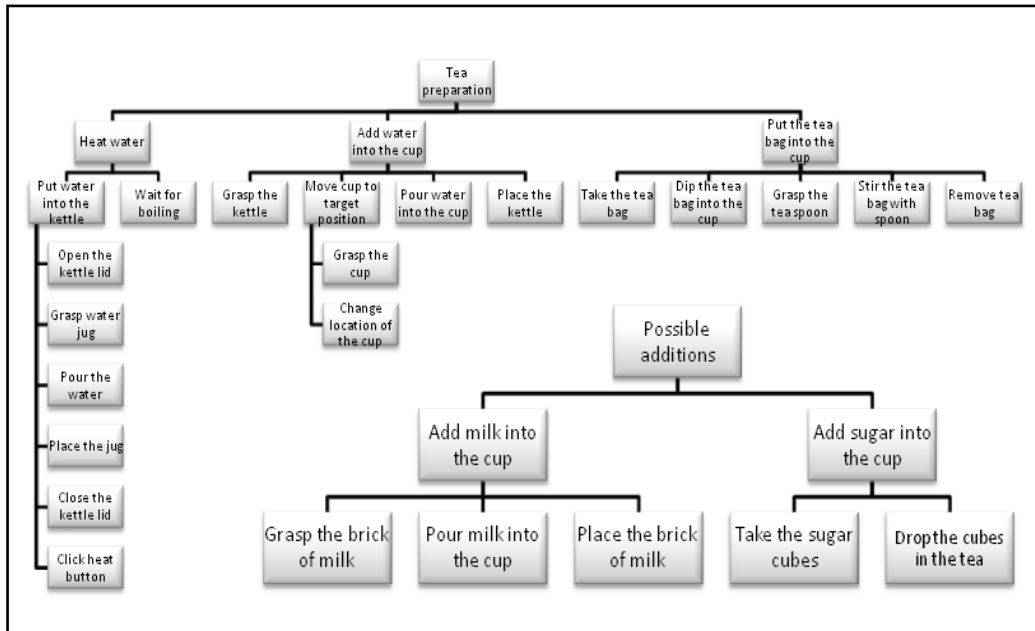 Tea
preparation
Heat water
Add water
into the cup
Put the tea
bag into the
cup
Put water
into the kettle
Wait for
boiling
Grasp the
kettle
Move cup to
target
position
Pour water
into the cup
Place the
kettle
Take the tea
bag
Dip the tea
bag into the
cup
Grasp the
tea spoon
Stir the tea
bag with
spoon
Remove tea
bag
Open the
kettle lid
Grasp water
jug
Pour the
water
Place the jug
Close the
kettle lid
Click heat
button
Grasp the
cup
Change
location of
the cup
Possible
additions
Add milk into
the cup
Add sugar into
the cup
Grasp the brick
of milk
Pour milk into
the cup
Place the brick
of milk
Take the sugar
cubes
Drop the cubes
in the tea